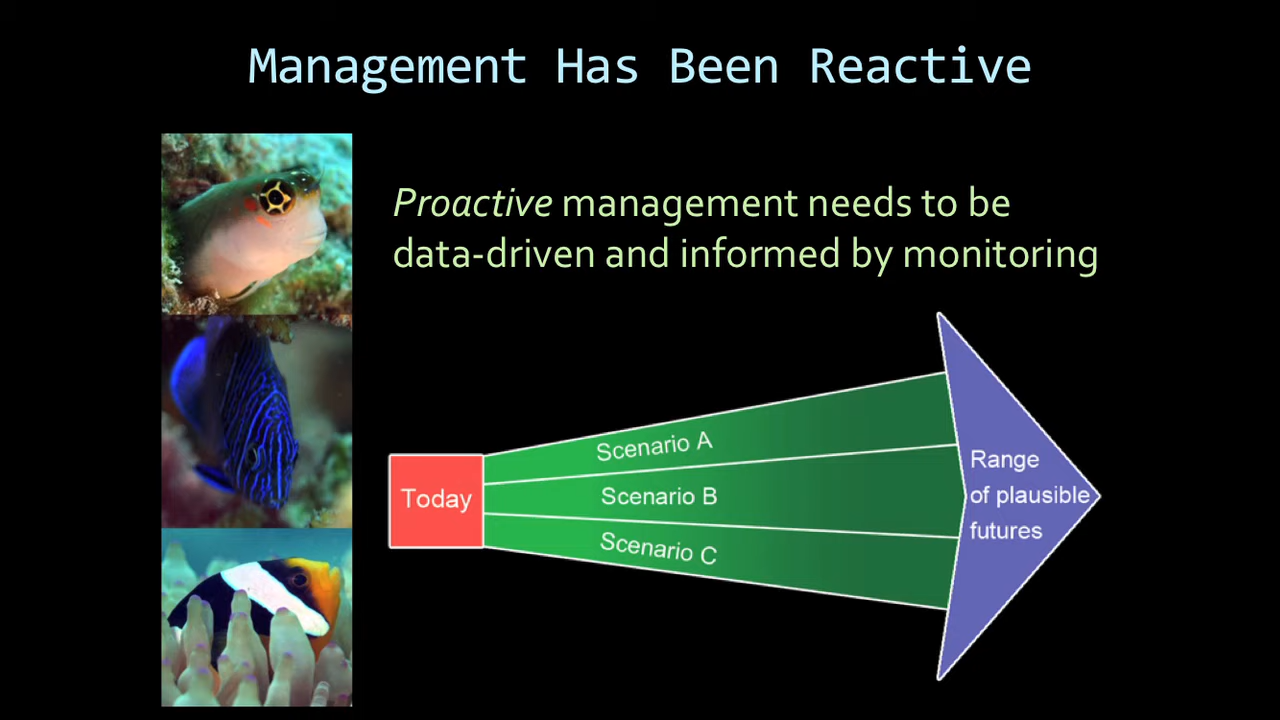 Management Has Been Reactive
Proactive management needs to be
data-driven and informed by monitoring
Today
Scenario A
Scenario B
Scenario C
Range
of plausible
futures